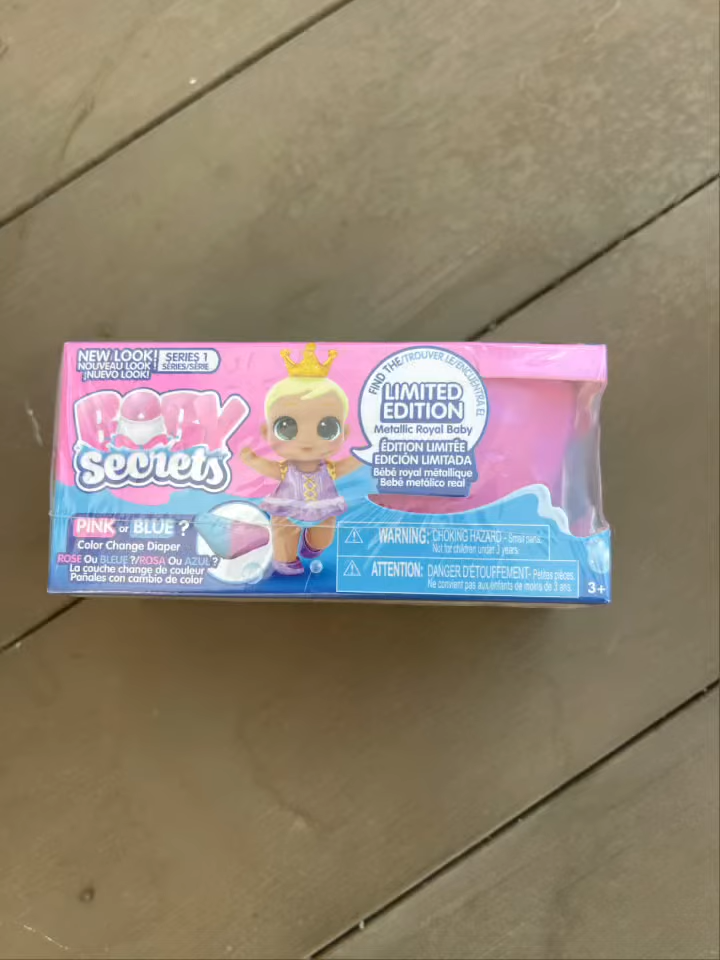 NEW LOOK!
NOUVEAU LOOK!
¡NUEVO LOOK!
SERIES 1
SÉRIES/SERIE
BABY
secrets
PINK or BLUE ?
Color Change Diaper
ROSE Ou BLEUE ?/ROSA Ou AZUL ?
La couche change de couleur
Pañales con cambio de color
FIND THE/TROUVER LE/ENCUENTRA EL
LIMITED
EDITION
Metallic Royal Baby
ÉDITION LIMITÉE
EDICIÓN LIMITADA
Bébé royal métallique
Bebé metálico real
WARNING: CHOKING HAZARD - Small parts.
Not for children under 3 years.
ATTENTION: DANGER D'ÉTOUFFEMENT- Petites pièces.
Ne convient pas aux enfants de moins de 3 ans.
3+